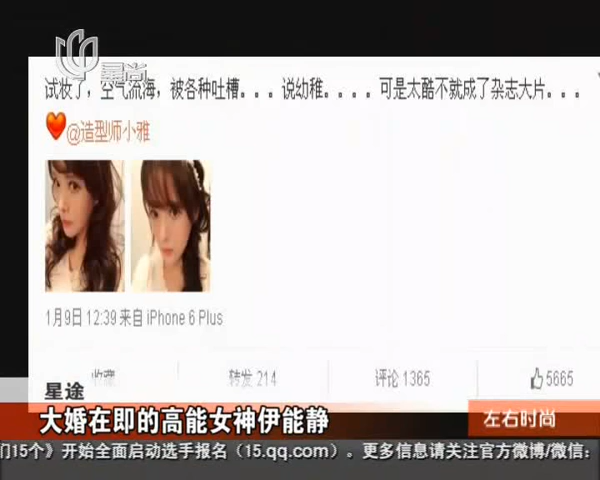 星尚
试妆了，空气流海，被各种吐槽。。。说幼稚。。。。可是太酷不就成了杂志大片。。。
@造型师小雅
1月9日 12:39 来自 iPhone 6 Plus
收藏
转发 214
评论 1365
5665
星途
大婚在即的高能女神伊能静
左右时尚
们15个》开始全面启动选手报名（15.qq.com）。更多信息请关注官方微博/微信：